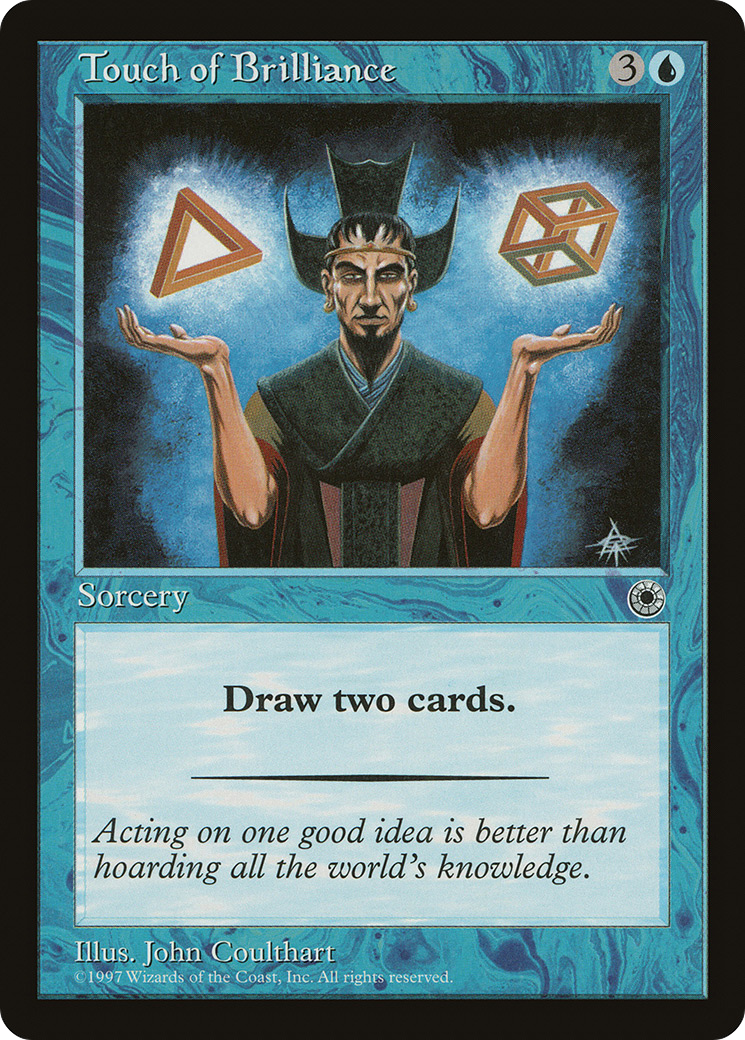 Touch of Brilliance 3
Sorcery
Draw two cards.
Acting on one good idea is better than
hoarding all the world's knowledge.
Illus. John Coulthart
©1997 Wizards of the Coast, Inc. All rights reserved.